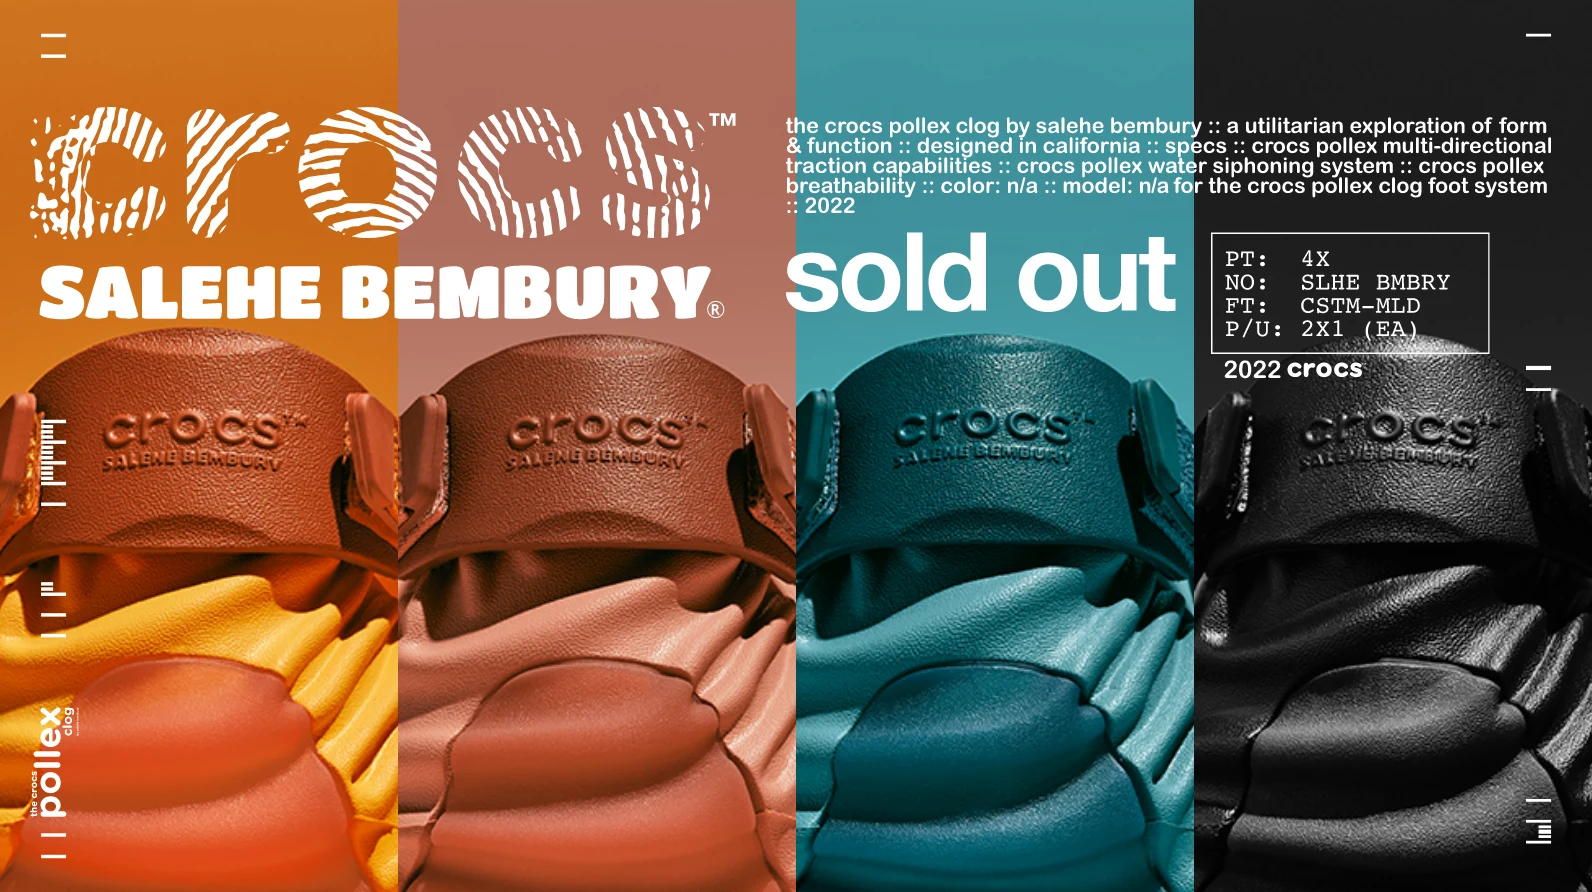 crocs™
SALEHE BEMBURY®
the crocs pollex clog by salehe bembury :: a utilitarian exploration of form
& function :: designed in california :: specs :: crocs pollex multi-directional
traction capabilities :: crocs pollex water siphoning system :: crocs pollex
breathability :: color: n/a :: model: n/a for the crocs pollex clog foot system
:: 2022
sold out
PT: 4X
NO: SLHE BMBRY
FT: CSTM-MLD
P/U: 2X1 (EA)
2022 crocs
crocs™
SALEHE BEMBURY
crocs™
SALEHE BEMBURY
crocs™
SALEHE BEMBURY
crocs™
SALEHE BEMBURY
the crocs
pollex
clog